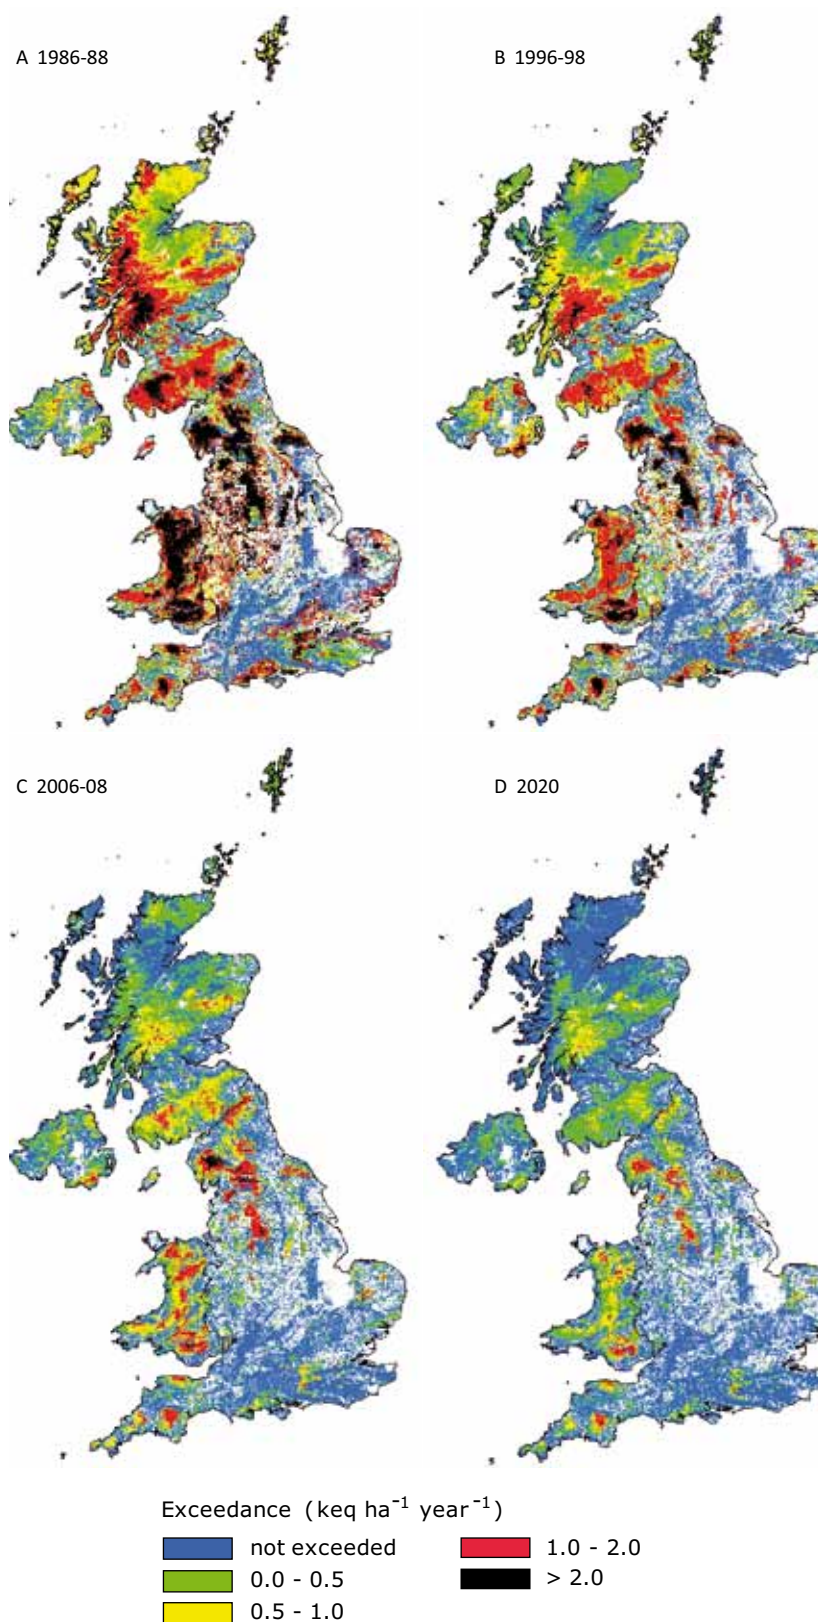 A 1986-88
B 1996-98
C 2006-08
D 2020
Exceedance (keq ha⁻¹ year⁻¹)
not exceeded
0.0 - 0.5
0.5 - 1.0
1.0 - 2.0
> 2.0